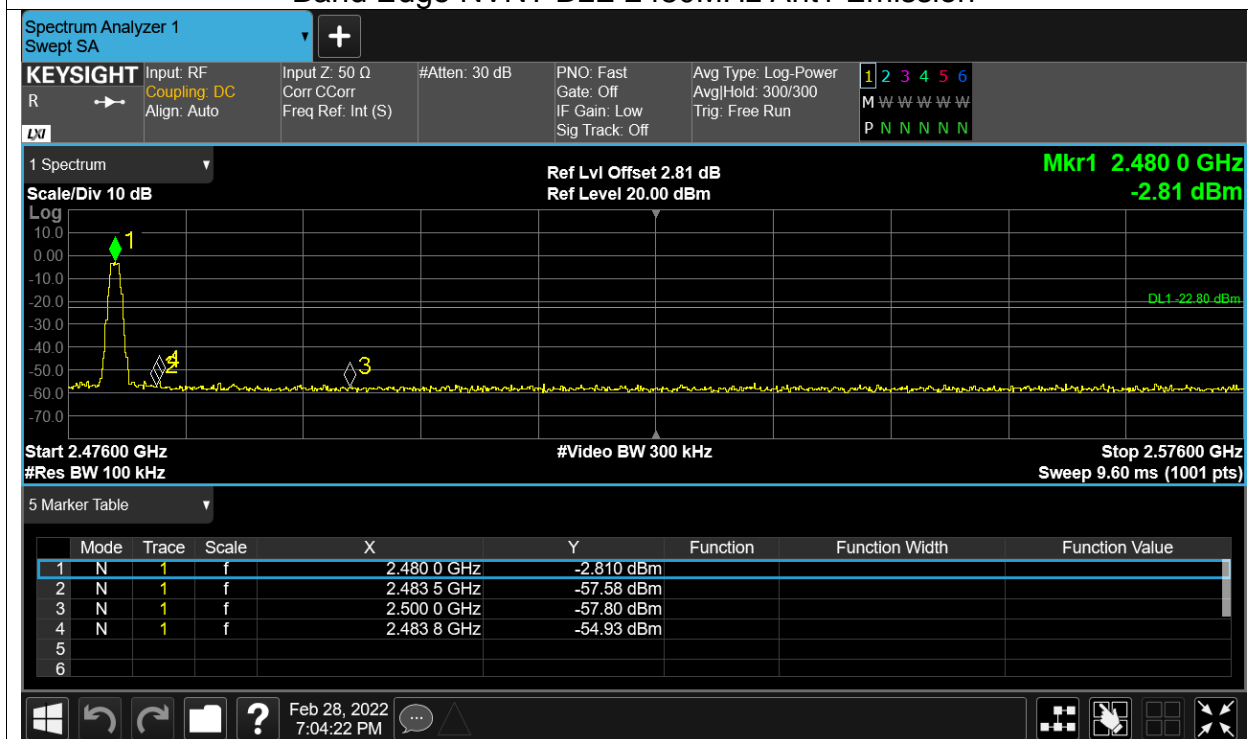 Band Edge NVNT BLE 2480MHz Ant1 Emission
Spectrum Analyzer 1
Swept SA
+
KEYSIGHT
R
LXI
Input: RF
Coupling: DC
Align: Auto
Input Z: 50 Ω
Corr CCorr
Freq Ref: Int (S)
#Atten: 30 dB
PNO: Fast
Gate: Off
IF Gain: Low
Sig Track: Off
Avg Type: Log-Power
Avg|Hold: 300/300
Trig: Free Run
1 2 3 4 5 6
M W W W W W W
P N N N N N N
1 Spectrum
Scale/Div 10 dB
Ref Lvl Offset 2.81 dB
Ref Level 20.00 dBm
Mkr1 2.480 0 GHz
-2.81 dBm
Log
10.0
0.00
-10.0
-20.0
-30.0
-40.0
-50.0
-60.0
-70.0
1
4
2
3
DL1 -22.80 dBm
Start 2.47600 GHz
#Video BW 300 kHz
Stop 2.57600 GHz
#Res BW 100 kHz
Sweep 9.60 ms (1001 pts)
5 Marker Table
Mode Trace Scale X Y Function Function Width Function Value
1 N 1 f 2.480 0 GHz -2.810 dBm
2 N 1 f 2.483 5 GHz -57.58 dBm
3 N 1 f 2.500 0 GHz -57.80 dBm
4 N 1 f 2.483 8 GHz -54.93 dBm
5
6
?
Feb 28, 2022
7:04:22 PM